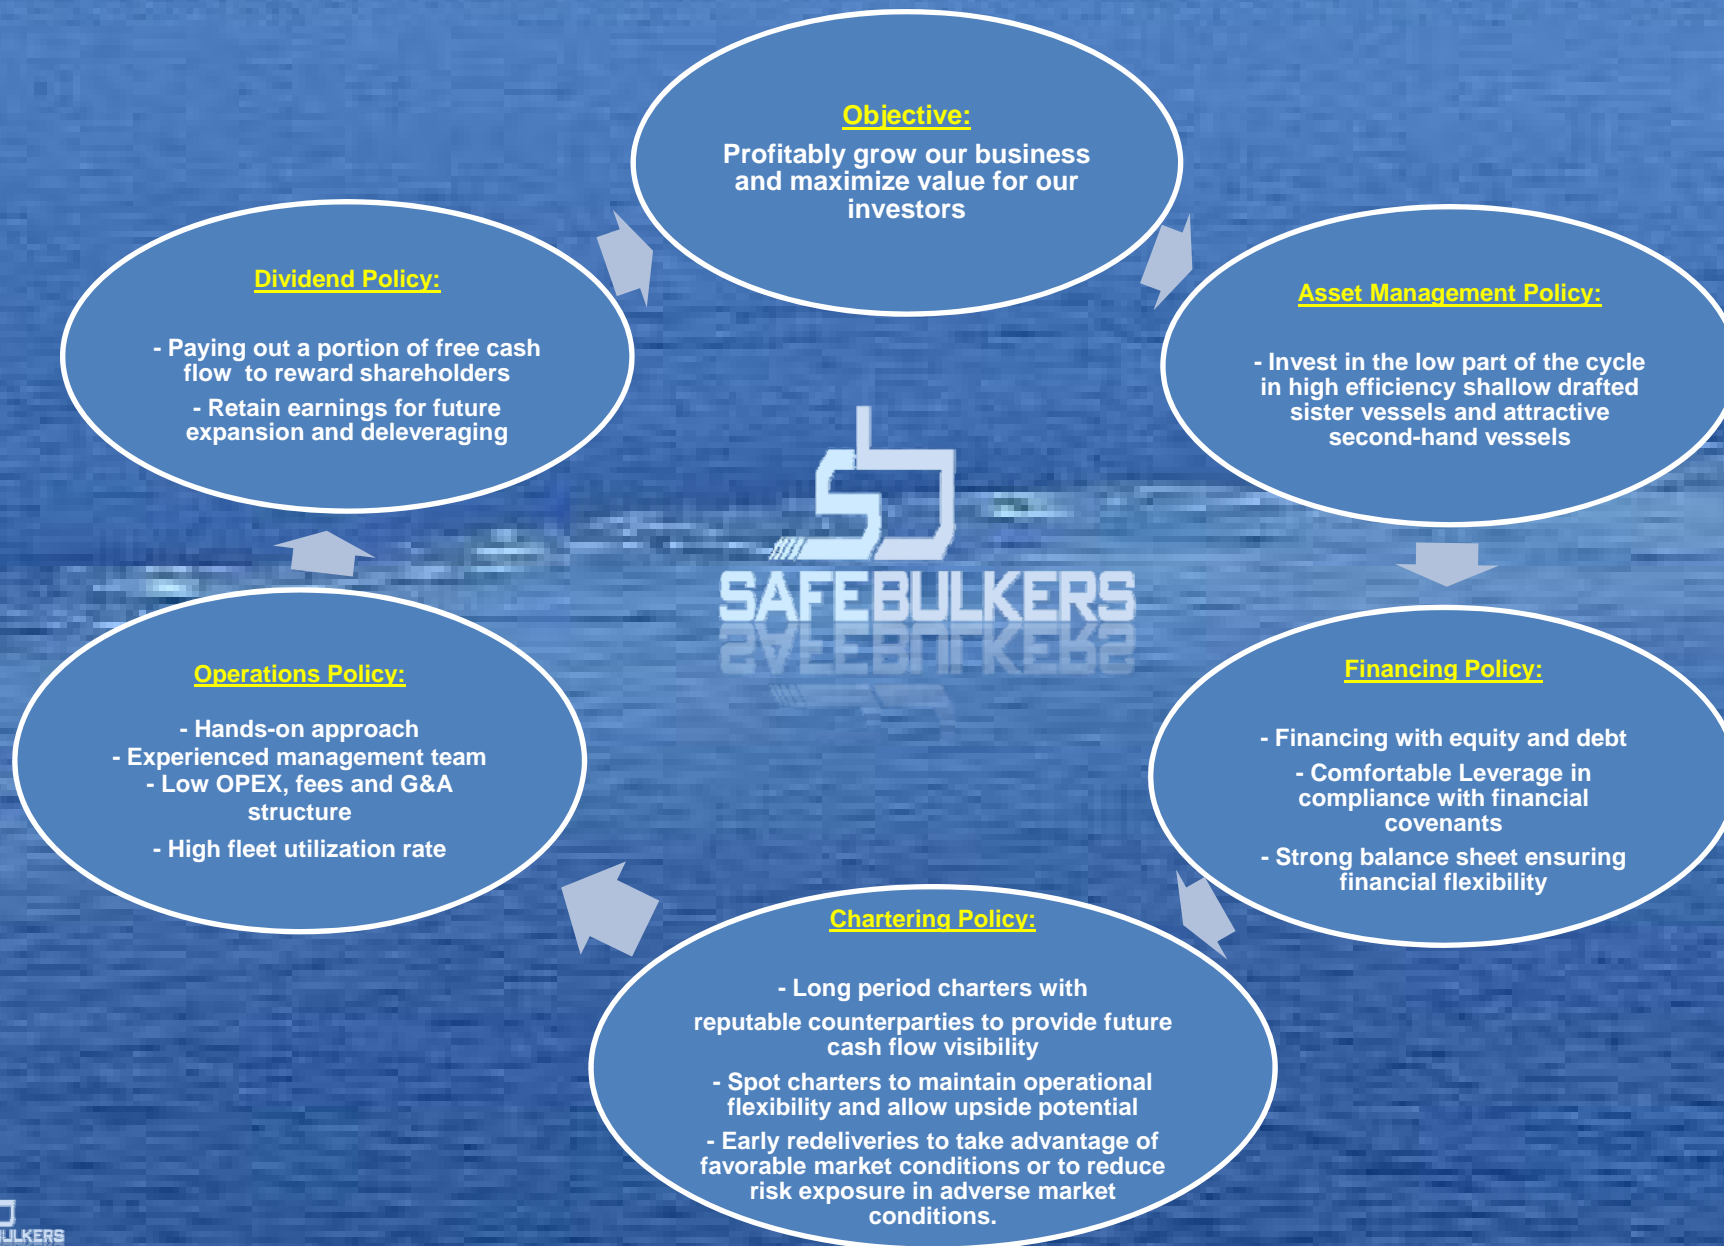 Objective:
Profitably grow our business
and maximize value for our
investors
Asset Management Policy:
- Invest in the low part of the cycle
in high efficiency shallow drafted
sister vessels and attractive
second-hand vessels
Financing Policy:
- Financing with equity and debt
- Comfortable Leverage in
compliance with financial
covenants
- Strong balance sheet ensuring
financial flexibility
Chartering Policy:
- Long period charters with
reputable counterparties to provide future
cash flow visibility
- Spot charters to maintain operational
flexibility and allow upside potential
- Early redeliveries to take advantage of
favorable market conditions or to reduce
risk exposure in adverse market
conditions.
Operations Policy:
- Hands-on approach
- Experienced management team
- Low OPEX, fees and G&A
structure
- High fleet utilization rate
Dividend Policy:
- Paying out a portion of free cash
flow  to reward shareholders
- Retain earnings for future
expansion and deleveraging
SAFEBULKERS
BULKERS